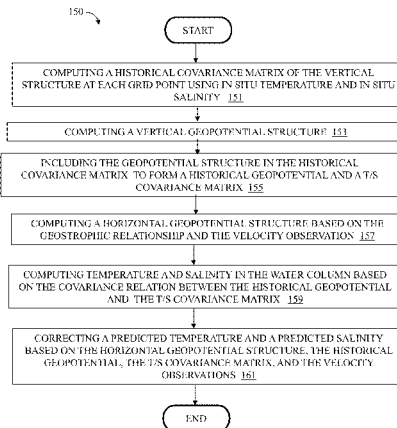 150
START
COMPUTING A HISTORICAL COVARIANCE MATRIX OF THE VERTICAL
STRUCTURE AT EACH GRID POINT USING IN SITU TEMPERATURE AND IN SITU
SALINITY 151
COMPUTING A VERTICAL GEOPOTENTIAL STRUCTURE 153
INCLUDING THE GEOPOTENTIAL STRUCTURE IN THE HISTORICAL
COVARIANCE MATRIX TO FORM A HISTORICAL GEOPOTENTIAL AND A T/S
COVARIANCE MATRIX 155
COMPUTING A HORIZONTAL GEOPOTENTIAL STRUCTURE BASED ON THE
GEOSTROPHIC RELATIONSHIP AND THE VELOCITY OBSERVATION 157
COMPUTING TEMPERATURE AND SALINITY IN THE WATER COLUMN BASED
ON THE COVARIANCE RELATION BETWEEN THE HISTORICAL GEOPOTENTIAL
AND THE T/S COVARIANCE MATRIX 159
CORRECTING A PREDICTED TEMPERATURE AND A PREDICTED SALINITY
BASED ON THE HORIZONTAL GEOPOTENTIAL STRUCTURE, THE HISTORICAL
GEOPOTENTIAL, THE T/S COVARIANCE MATRIX, AND THE VELOCITY
OBSERVATIONS 161
END